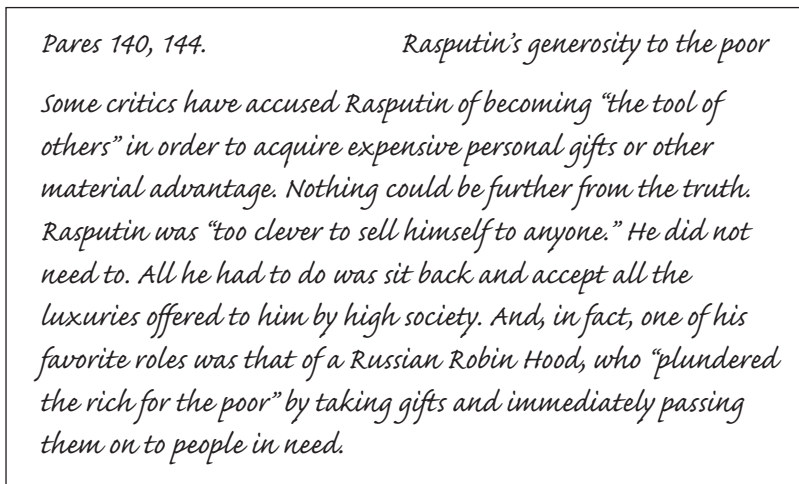 Pares 140, 144. Rasputin's generosity to the poor
Some critics have accused Rasputin of becoming “the tool of
others” in order to acquire expensive personal gifts or other
material advantage. Nothing could be further from the truth.
Rasputin was “too clever to sell himself to anyone.” He did not
need to. All he had to do was sit back and accept all the
luxuries offered to him by high society. And, in fact, one of his
favorite roles was that of a Russian Robin Hood, who “plundered
the rich for the poor” by taking gifts and immediately passing
them on to people in need.